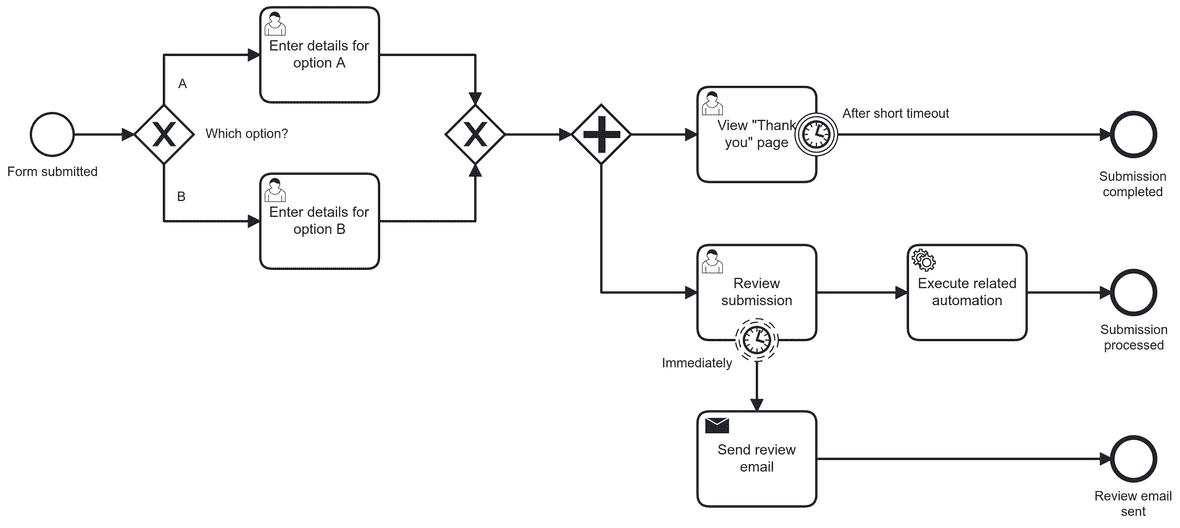 Enter details for
option A
A
Form submitted
Which option?
B
Enter details for
option B
View "Thank
you" page
After short timeout
Submission
completed
Review
submission
Immediately
Execute related
automation
Submission
processed
Send review
email
Review email
sent